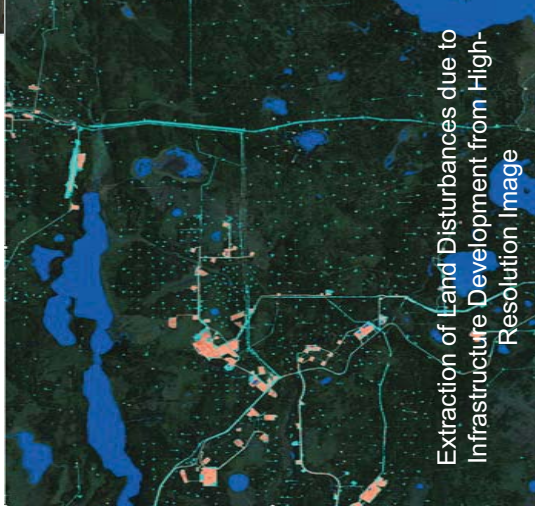 Extraction of Land Disturbances due to
Infrastructure Development from High-
Resolution Image